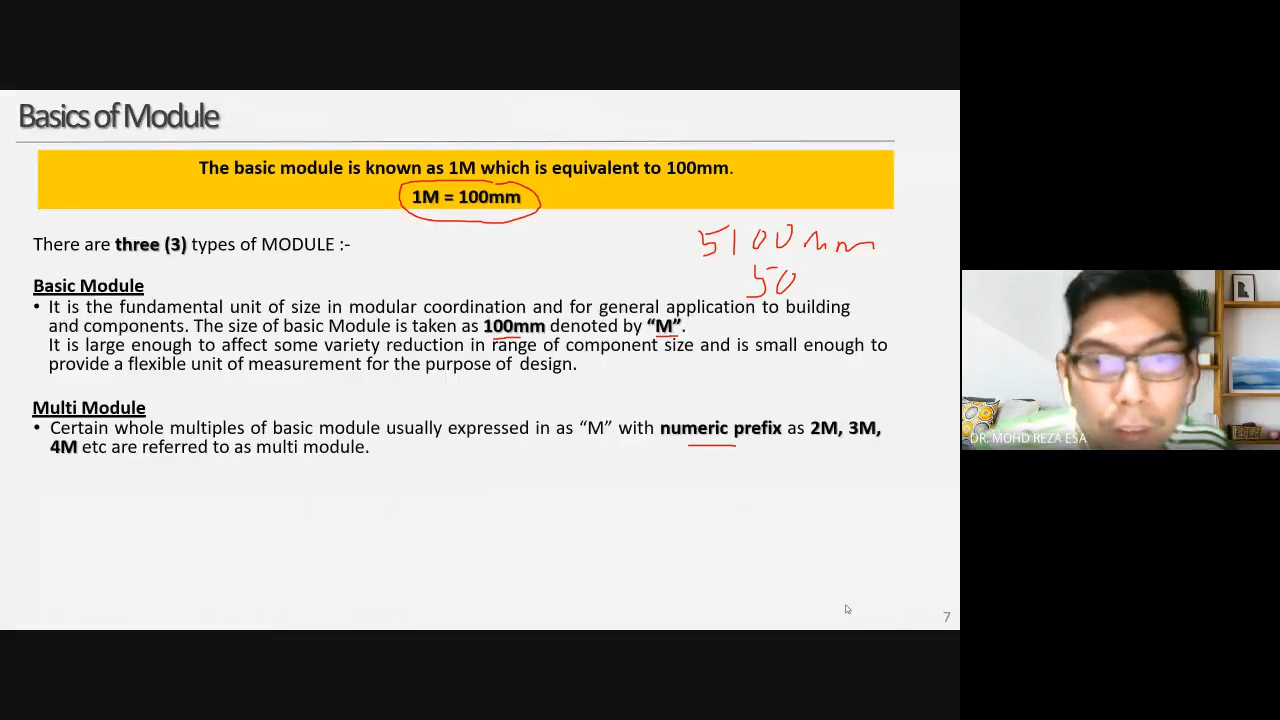 Basics of Module
The basic module is known as 1M which is equivalent to 100mm.
1M = 100mm
There are three (3) types of MODULE :-
5100mm
50
Basic Module
• It is the fundamental unit of size in modular coordination and for general application to building
and components. The size of basic Module is taken as 100mm denoted by “M”.
It is large enough to affect some variety reduction in range of component size and is small enough to
provide a flexible unit of measurement for the purpose of design.
Multi Module
• Certain whole multiples of basic module usually expressed in as “M” with numeric prefix as 2M, 3M,
4M etc are referred to as multi module.
DR. MOHD REZA ESA
7